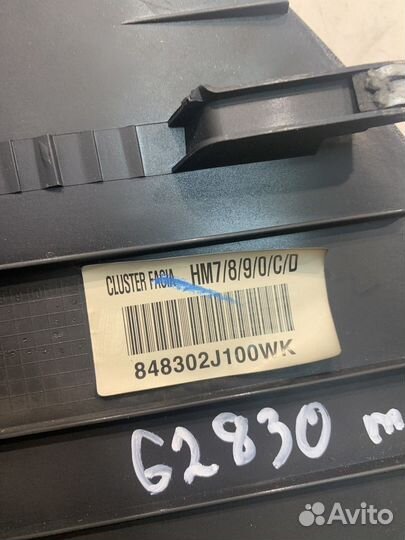 CLUSTER FACIA HM7/8/9/0/C/D
848302J100WK
G2830 m
Avito